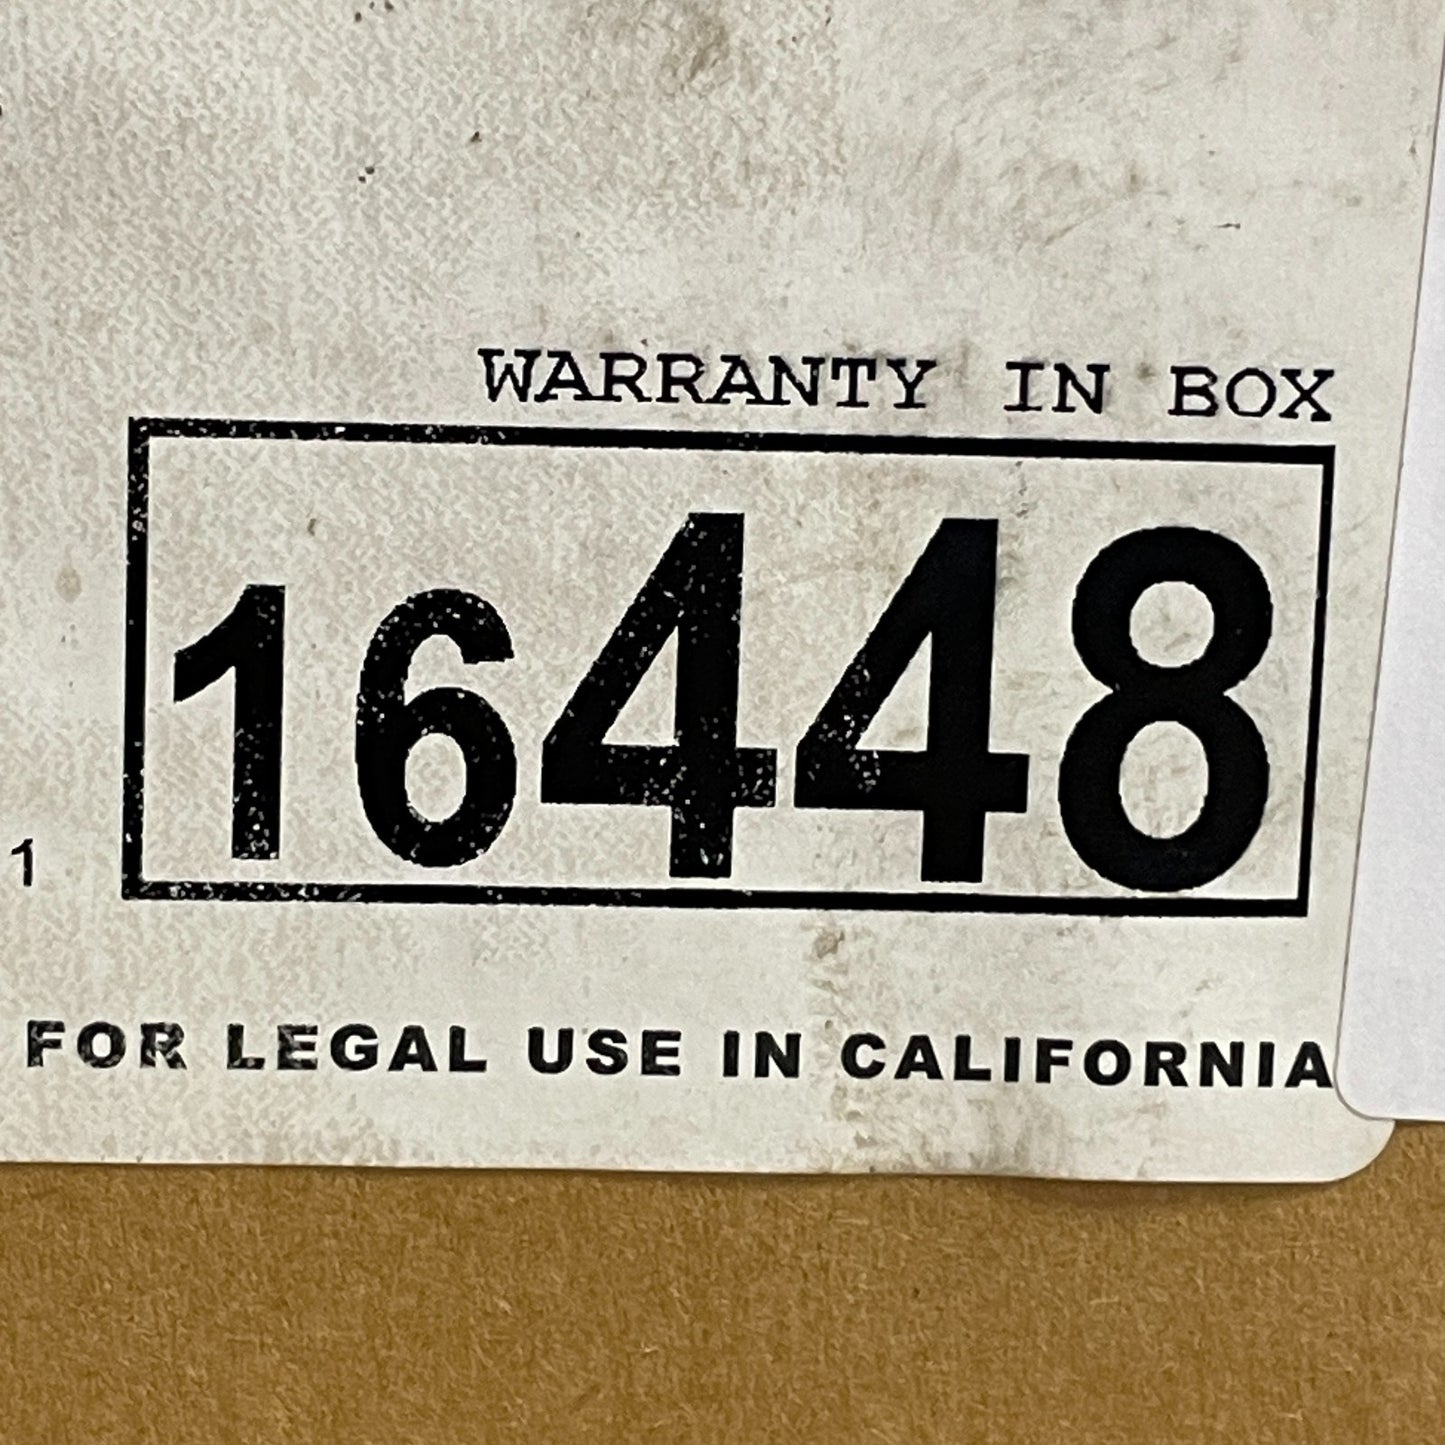 WARRANTY IN BOX
16448
1
FOR LEGAL USE IN CALIFORNIA